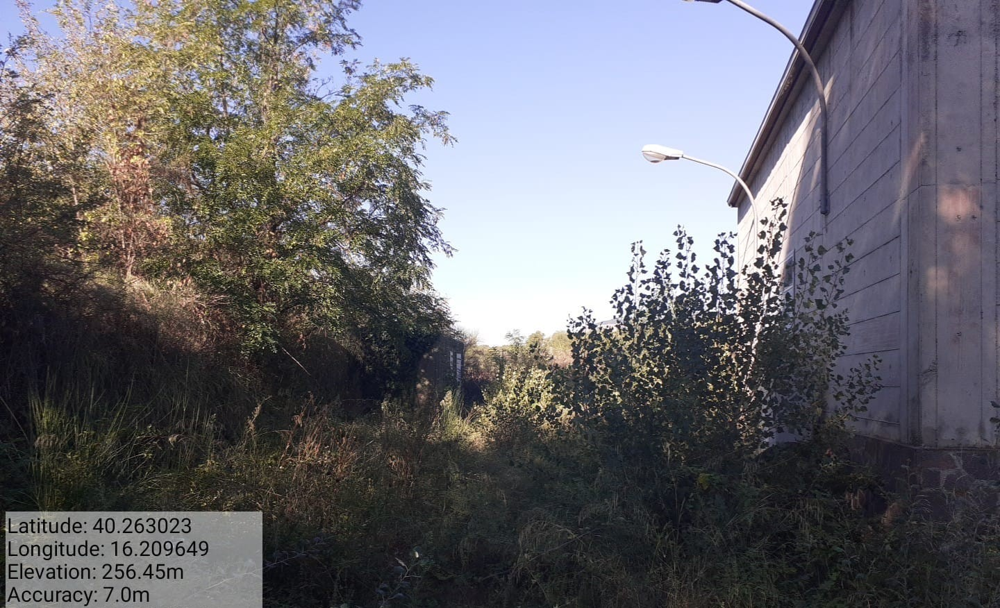 Latitude: 40.263023
Longitude: 16.209649
Elevation: 256.45m
Accuracy: 7.0m